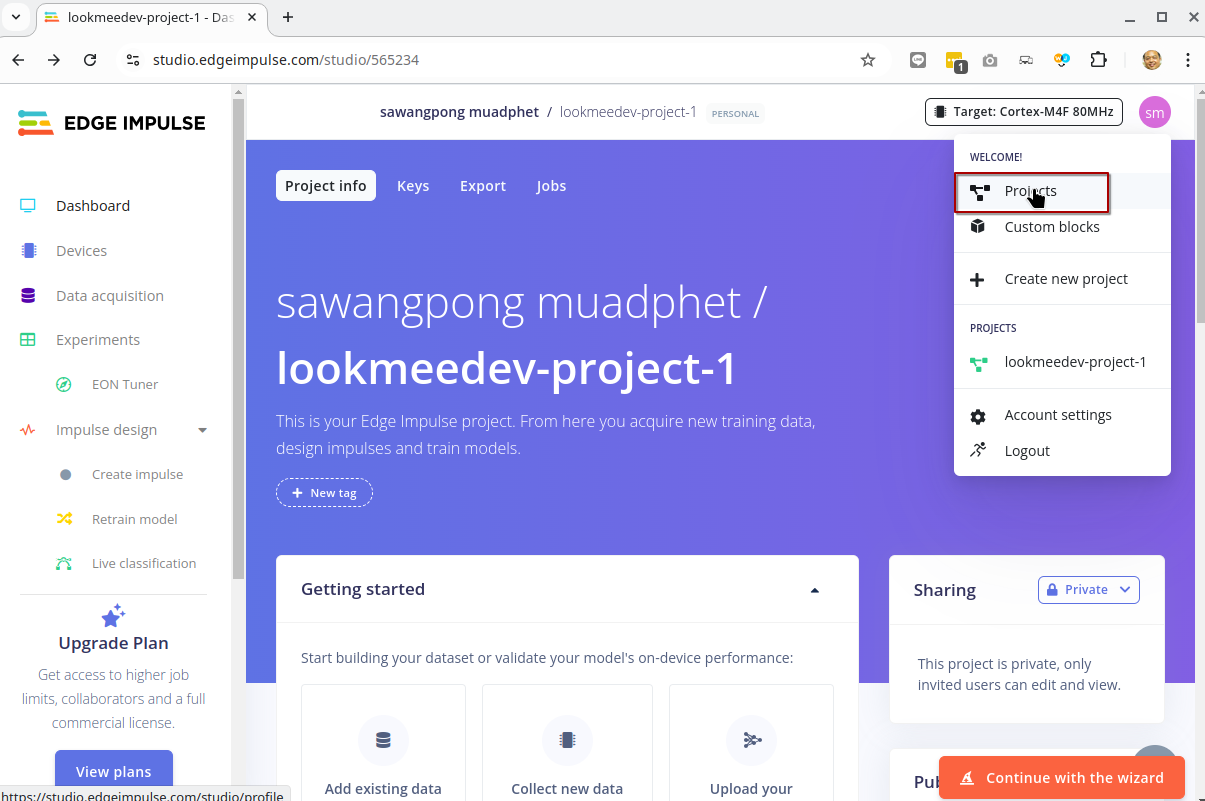 lookmeedev-project-1 - Das
studio.edgeimpulse.com/studio/565234
1
EDGE IMPULSE
sawangpong muadphet / lookmeedev-project-1 PERSONAL
Target: Cortex-M4F 80MHz
sm
WELCOME!
Projects
Custom blocks
Create new project
PROJECTS
lookmeedev-project-1
Account settings
Logout
Dashboard
Devices
Data acquisition
Experiments
EON Tuner
Impulse design
Create impulse
Retrain model
Live classification
Upgrade Plan
Get access to higher job
limits, collaborators and a full
commercial license.
View plans
Project info Keys Export Jobs
sawangpong muadphet /
lookmeedev-project-1
This is your Edge Impulse project. From here you acquire new training data,
design impulses and train models.
New tag
Getting started
Start building your dataset or validate your model's on-device performance:
Add existing data
Collect new data
Upload your
Sharing
Private
This project is private, only
invited users can edit and view.
Continue with the wizard
https://studio.edgeimpulse.com/studio/profile